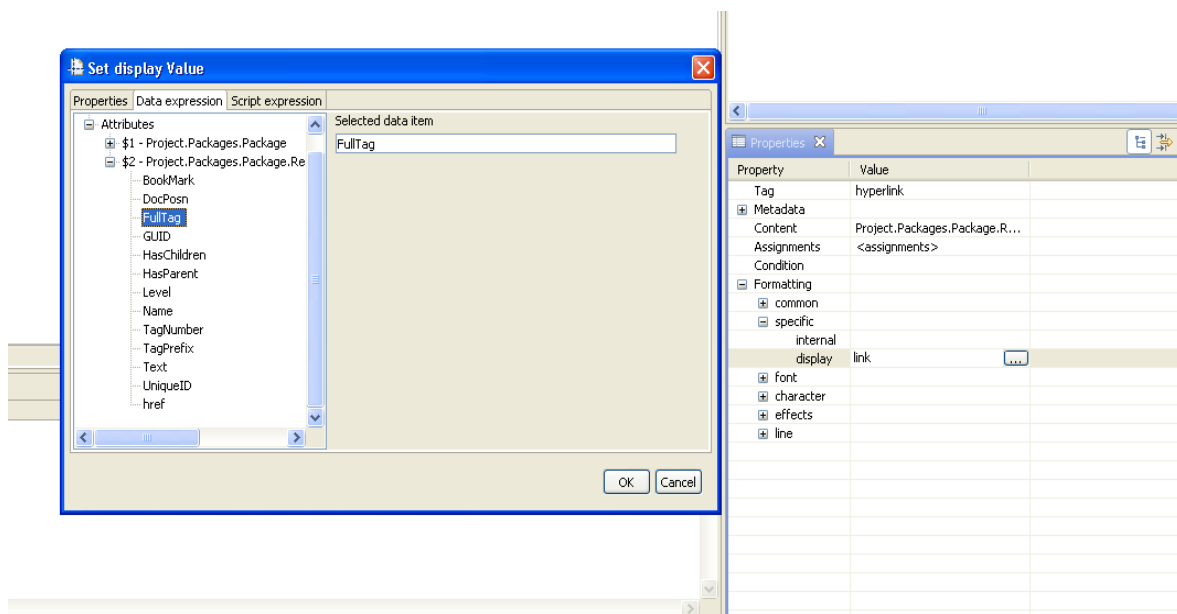 Set display Value
Properties Data expression Script expression
Attributes
$1 - Project.Packages.Package
$2 - Project.Packages.Package.Re
BookMark
DocPosn
FullTag
GUID
HasChildren
HasParent
Level
Name
TagNumber
TagPrefix
Text
UniqueID
href
Selected data item
FullTag
OK Cancel
Properties
Property Value
Tag hyperlink
Metadata
Content Project.Packages.Package.R...
Assignments <assignments>
Condition
Formatting
common
specific
internal
display link ...
font
character
effects
line